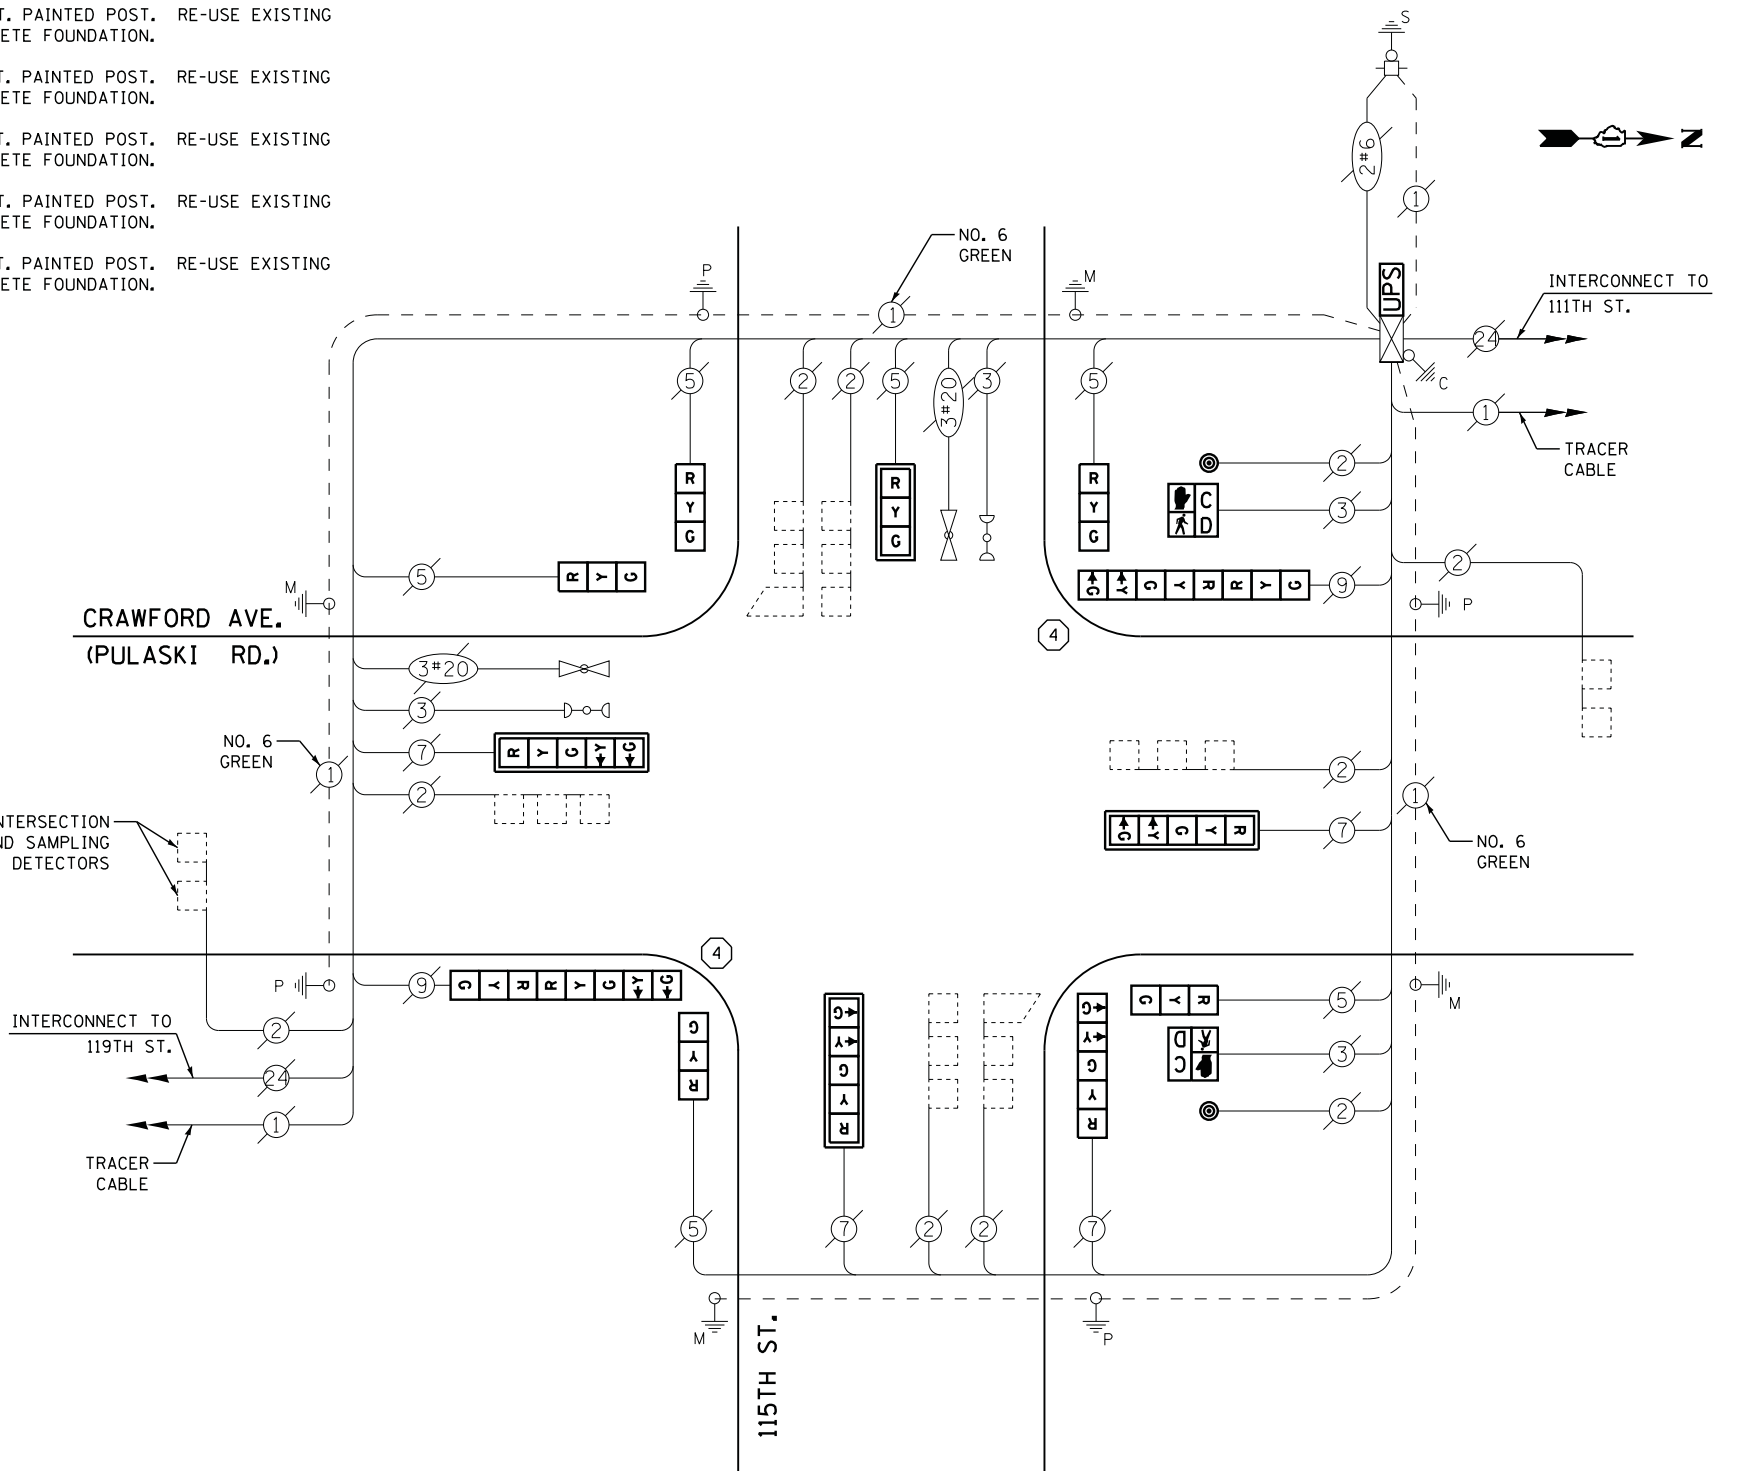 T. PAINTED POST. RE-USE EXISTING
ETE FOUNDATION.
T. PAINTED POST. RE-USE EXISTING
ETE FOUNDATION.
T. PAINTED POST. RE-USE EXISTING
ETE FOUNDATION.
T. PAINTED POST. RE-USE EXISTING
ETE FOUNDATION.
T. PAINTED POST. RE-USE EXISTING
ETE FOUNDATION.
S
2#6
1
N
NO. 6
GREEN
P
M
1
UPS
INTERCONNECT TO
111TH ST.
24
C
1
TRACER
CABLE
5
2
2
5
3#20
3
5
R
Y
G
R
Y
G
R
Y
G
2
C
D
3
5
R Y G
G Y G Y R R Y G
9
2
M
P
CRAWFORD AVE.
(PULASKI RD.)
4
3#20
3
7
R Y G Y G
2
NO. 6
GREEN
1
2
G Y G Y R
7
1
NO. 6
GREEN
NTERSECTION
ND SAMPLING
DETECTORS
4
P
9
G Y R R Y G Y G
2
INTERCONNECT TO
119TH ST.
24
1
TRACER
CABLE
G
Y
R
G
Y
G
Y
R
G
Y
G
Y
R
G Y R
5
M
D
C
3
2
5
7
2
2
7
M
P
115TH ST.